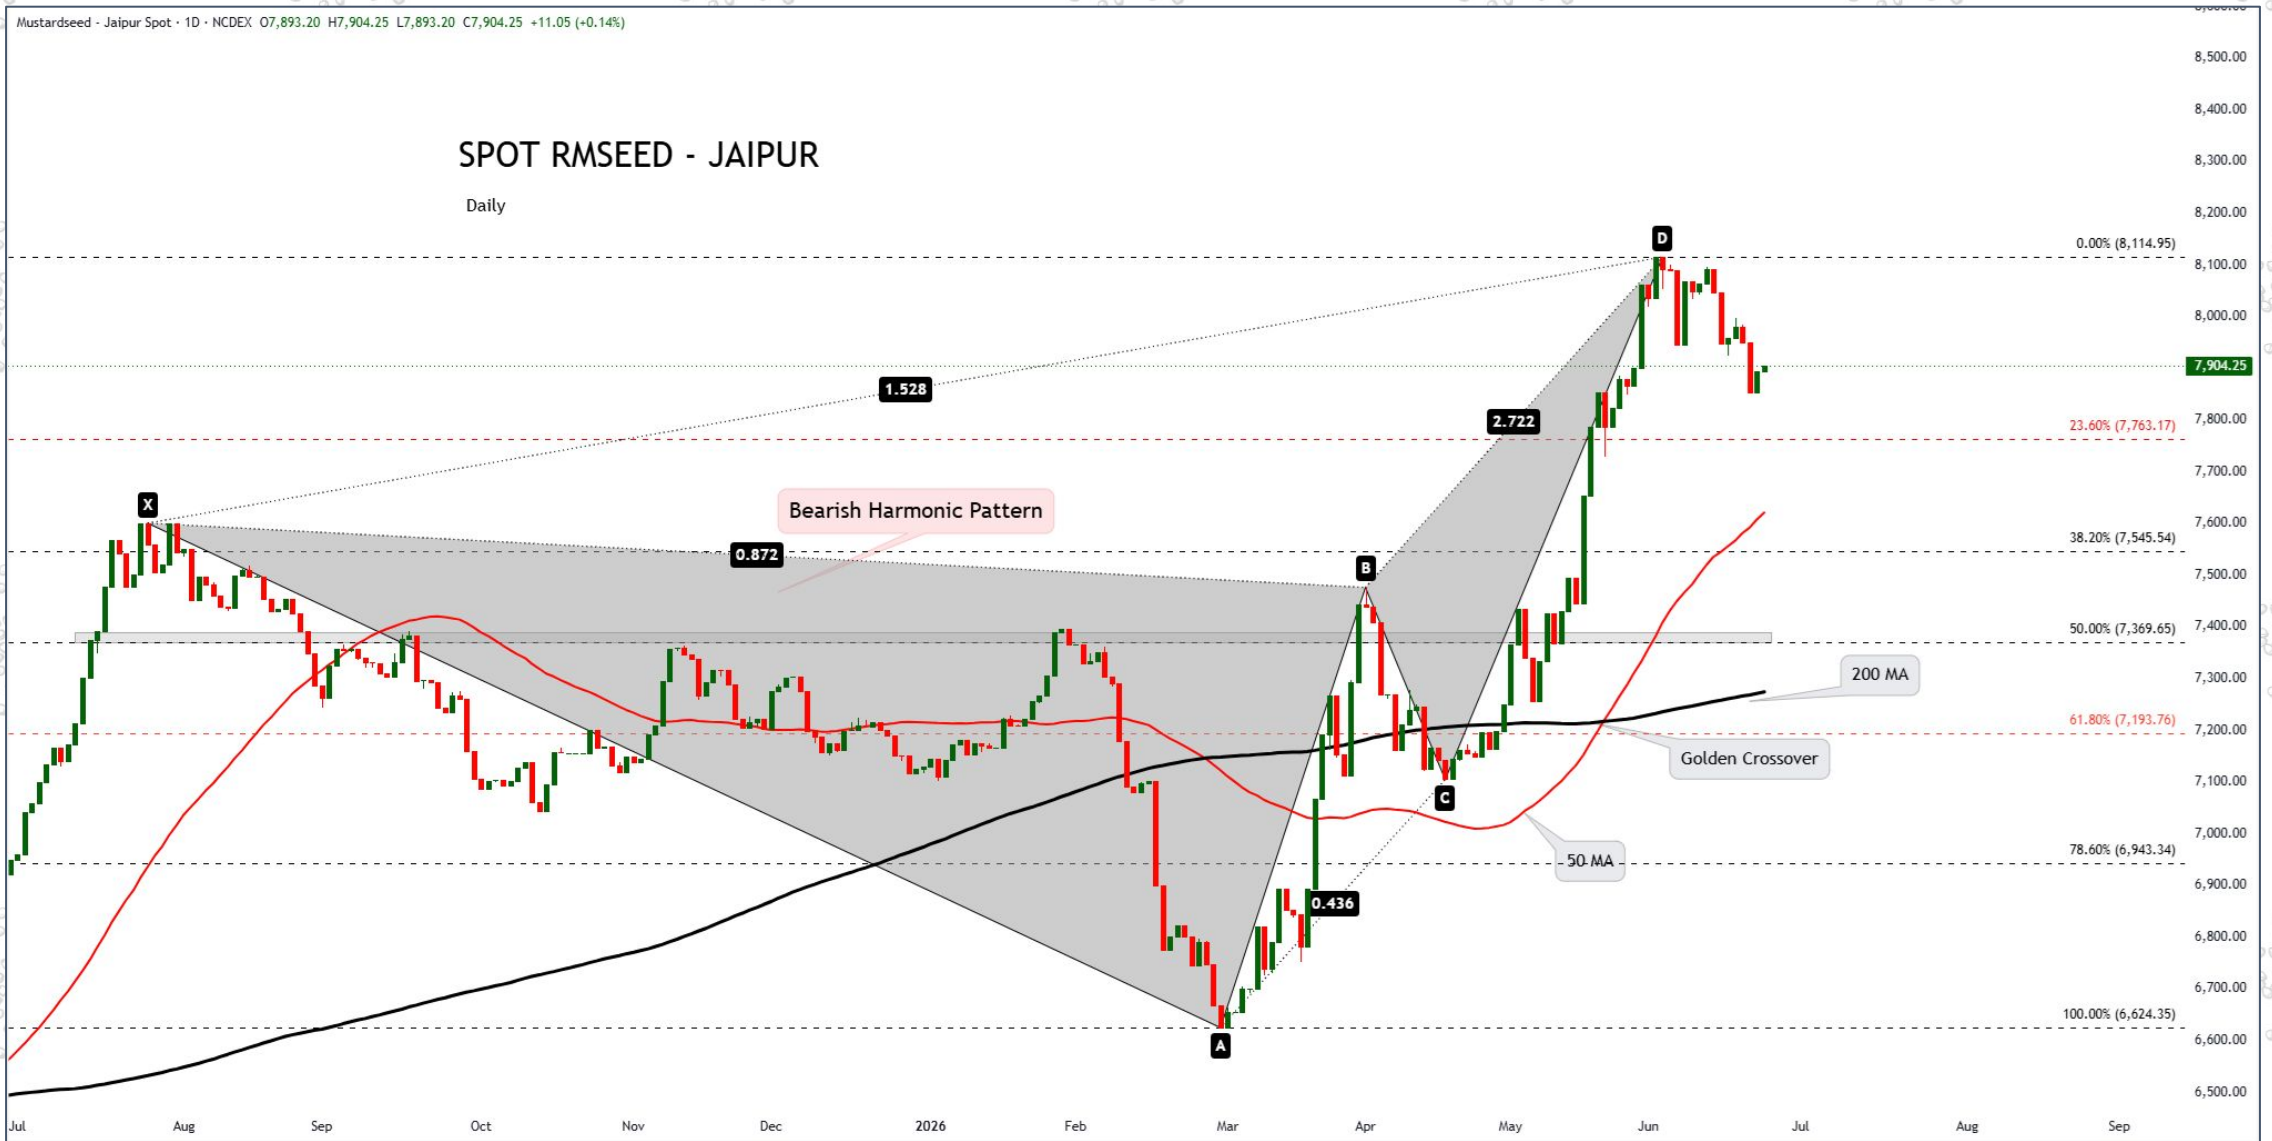 Mustardseed - Jaipur Spot · 1D · NCDEX O7,893.20 H7,904.25 L7,893.20 C7,904.25 +11.05 (+0.14%)
SPOT RMSEED - JAIPUR
Daily
8,500.00
8,400.00
8,300.00
8,200.00
D
0.00% (8,114.95)
8,100.00
8,000.00
7,904.25
1.528
2.722
7,800.00
23.60% (7,763.17)
7,700.00
X
Bearish Harmonic Pattern
7,600.00
0.872
38.20% (7,545.54)
B
7,500.00
7,400.00
50.00% (7,369.65)
200 MA
7,300.00
61.80% (7,193.76)
7,200.00
Golden Crossover
7,100.00
C
7,000.00
50 MA
78.60% (6,943.34)
6,900.00
0.436
6,800.00
6,700.00
100.00% (6,624.35)
A
6,600.00
6,500.00
Jul Aug Sep Oct Nov Dec 2026 Feb Mar Apr May Jun Jul Aug Sep